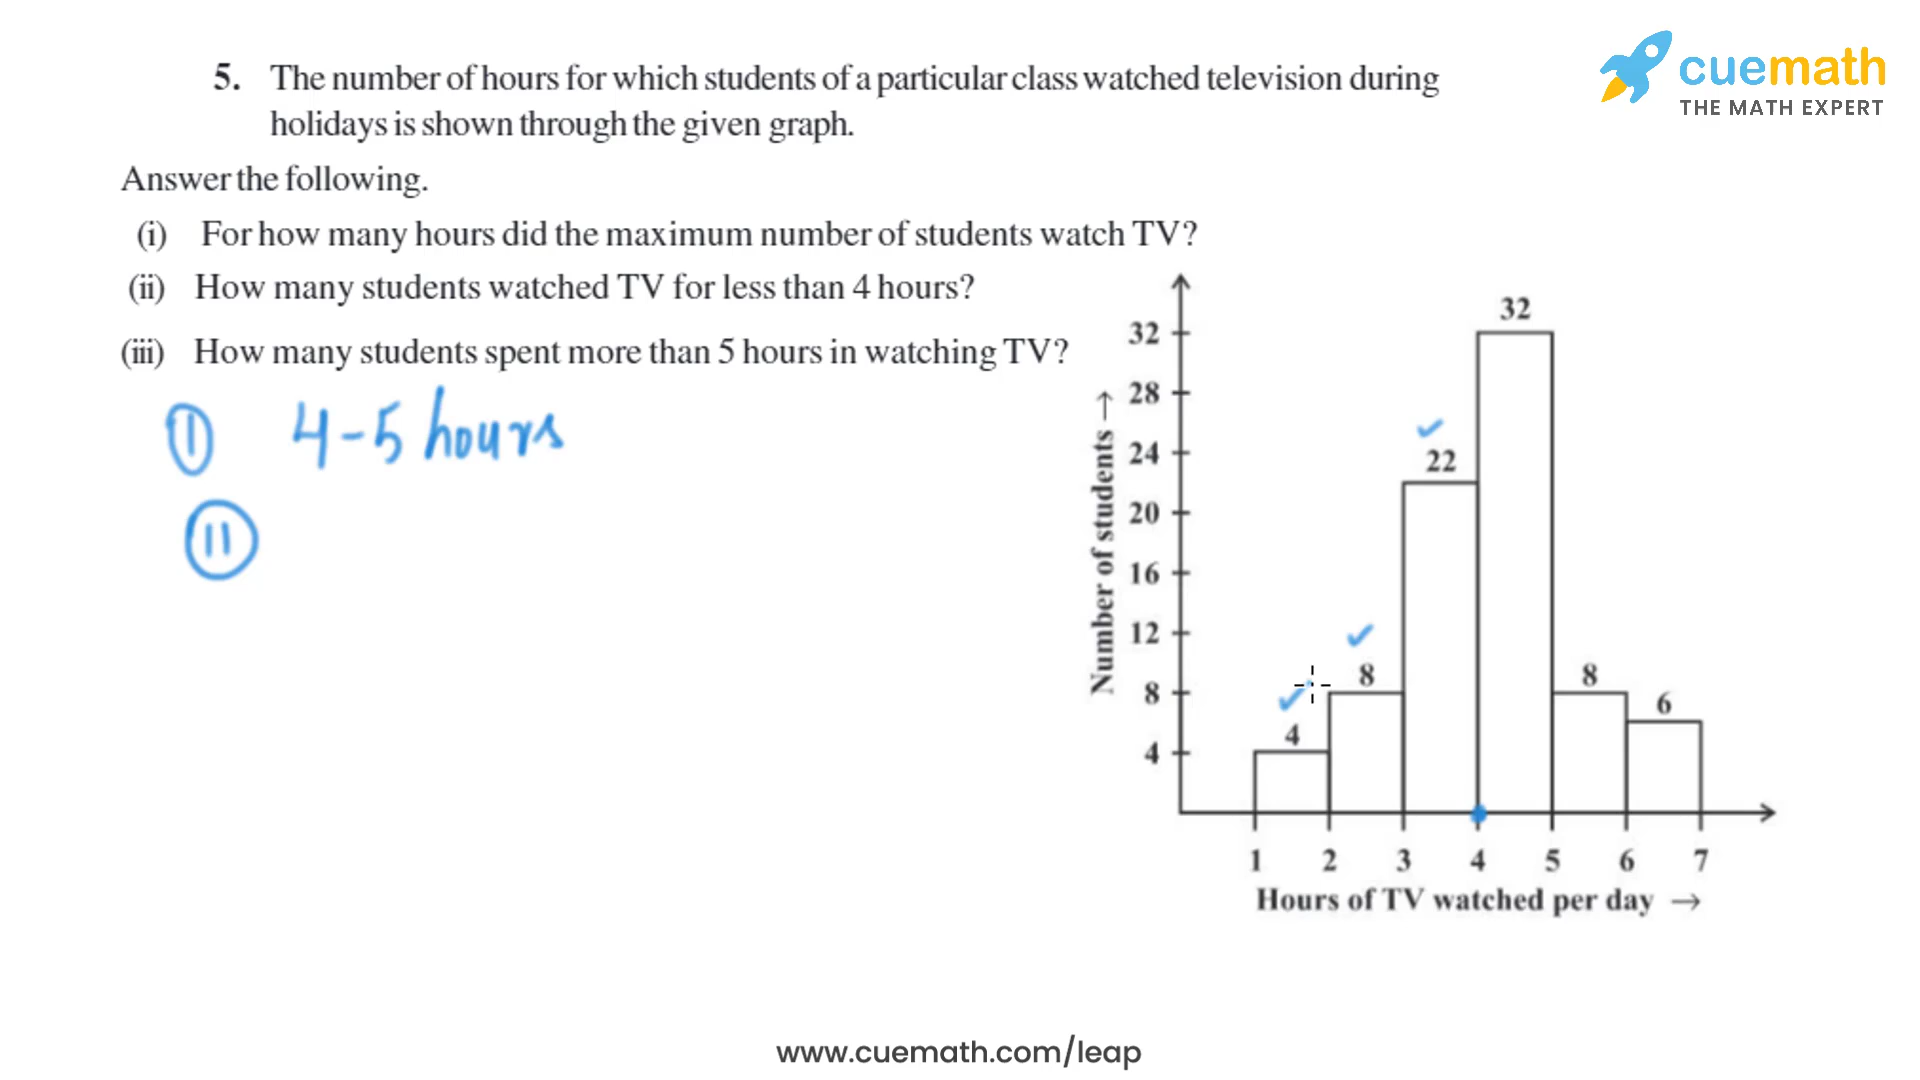 5. The number of hours for which students of a particular class watched television during
holidays is shown through the given graph.
cuemath
THE MATH EXPERT
Answer the following.
(i) For how many hours did the maximum number of students watch TV?
(ii) How many students watched TV for less than 4 hours?
(iii) How many students spent more than 5 hours in watching TV?
(I) 4-5 hours
(II)
Number of students →
32
28
24
20
16
12
8
4
4
8
22
32
8
6
1 2 3 4 5 6 7
Hours of TV watched per day →
www.cuemath.com/leap